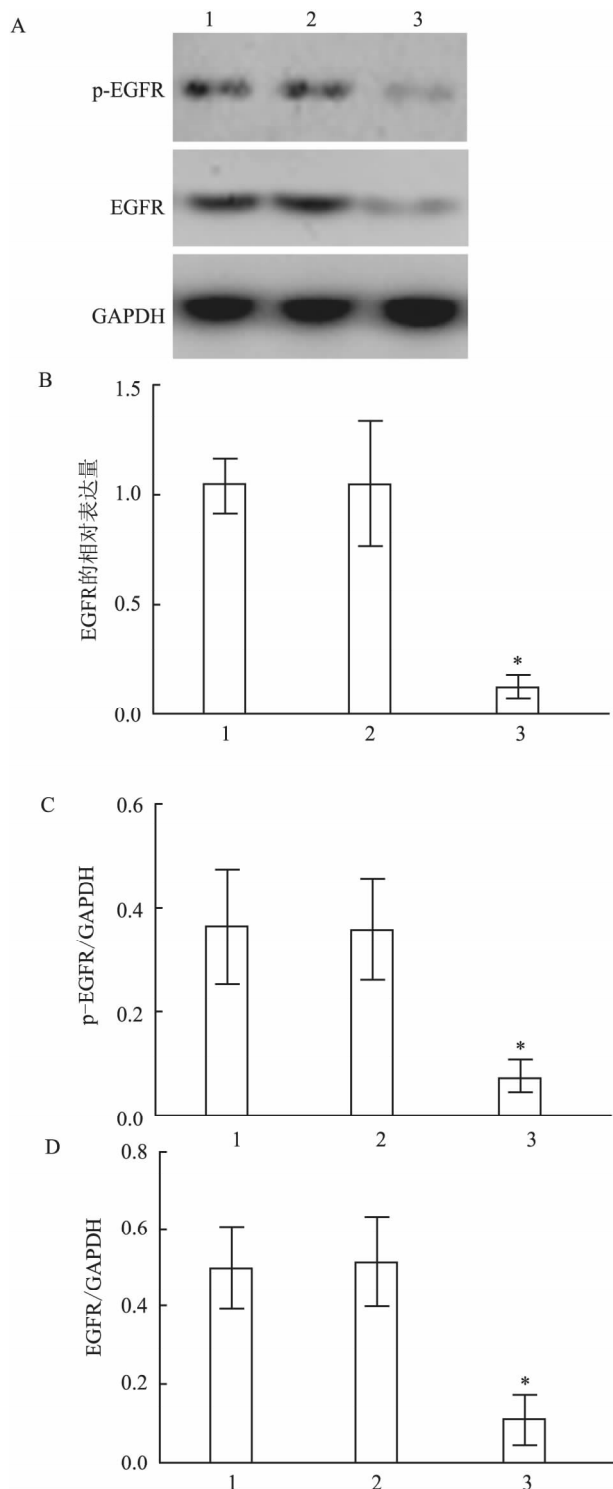 A
1 2 3
p-EGFR
EGFR
GAPDH
B
EGFR的相对表达量
1.5
1.0
0.5
0.0
*
1 2 3
C
p-EGFR/GAPDH
0.6
0.4
0.2
0.0
*
1 2 3
D
EGFR/GAPDH
0.8
0.6
0.4
0.2
0.0
*
1 2 3